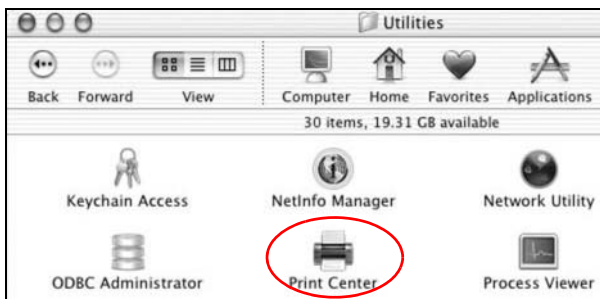 Utilities
Back Forward View Computer Home Favorites Applications
30 items, 19.31 GB available
Keychain Access NetInfo Manager Network Utility
ODBC Administrator Print Center Process Viewer